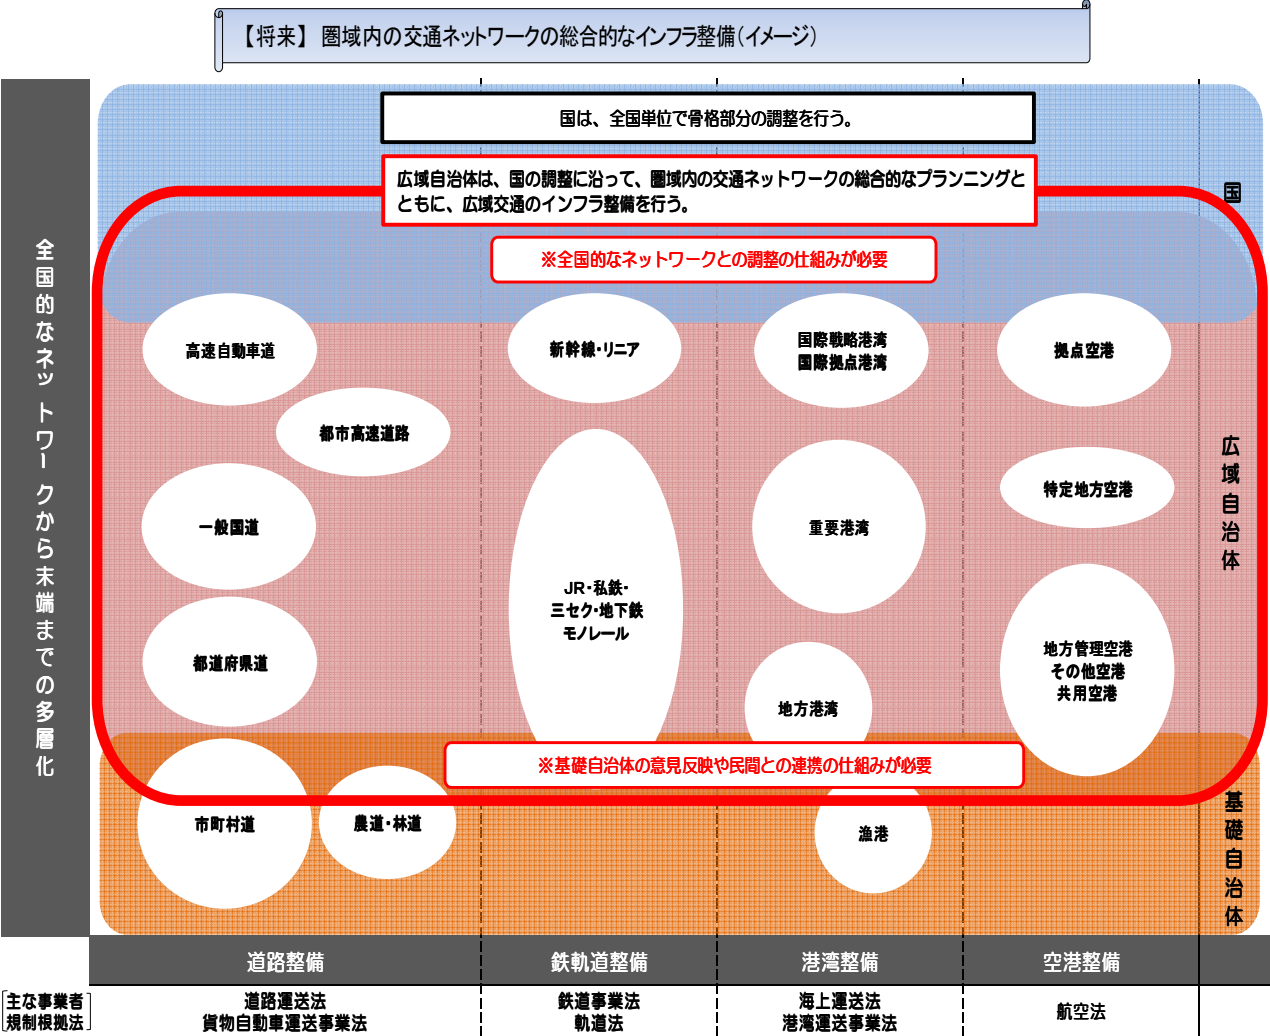 【将来】 圏域内の交通ネットワークの総合的なインフラ整備（イメージ）
国は、全国単位で骨格部分の調整を行う。
広域自治体は、国の調整に沿って、圏域内の交通ネットワークの総合的なプランニングと
ともに、広域交通のインフラ整備を行う。
※全国的なネットワークとの調整の仕組みが必要
国
全国的なネットワークから末端までの多層化
高速自動車道
新幹線・リニア
国際戦略港湾
国際拠点港湾
拠点空港
都市高速道路
広域自治体
特定地方空港
一般国道
重要港湾
JR・私鉄・
三セク・地下鉄
モノレール
都道府県道
地方港湾
地方管理空港
その他空港
共用空港
※基礎自治体の意見反映や民間との連携の仕組みが必要
市町村道
農道・林道
漁港
基礎自治体
道路整備
鉄軌道整備
港湾整備
空港整備
主な事業者
規制根拠法
道路運送法
貨物自動車運送事業法
鉄道事業法
軌道法
海上運送法
港湾運送事業法
航空法